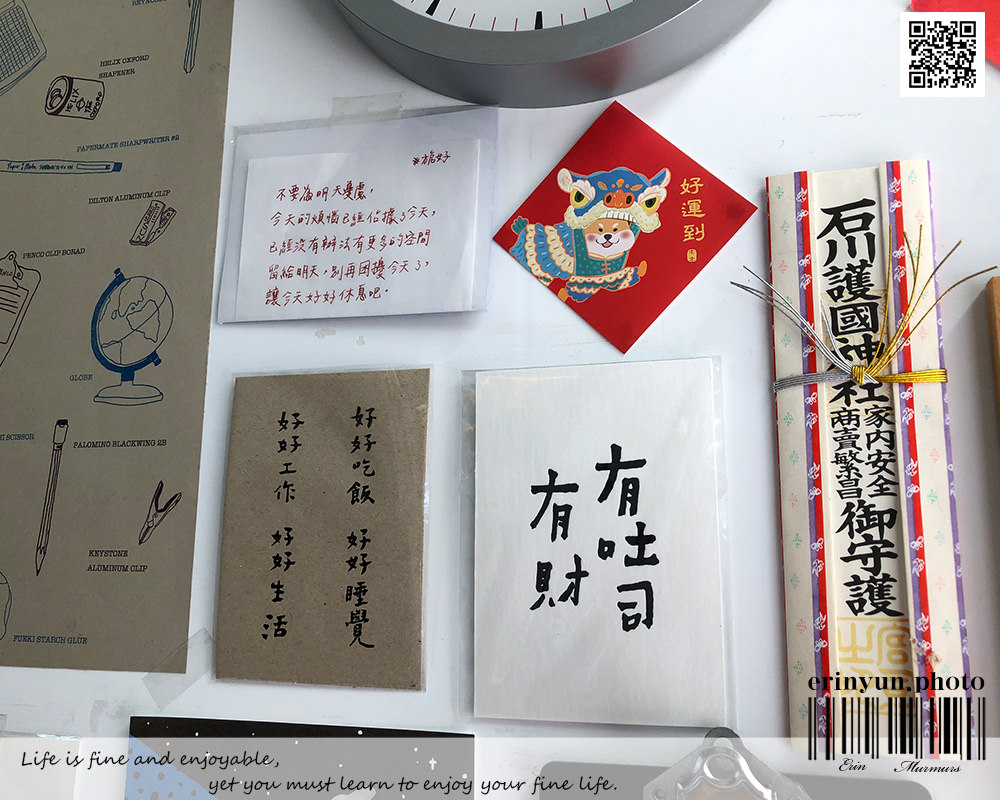 KEYRING
HELIX OXFORD
SHAPENER
HELIX
OXFORD
PAPERMATE SHARPWRITER #2
DILTON ALUMINUM CLIP
PENCO CLIP BORAD
GLOBE
SCISSOR
PALOMINO BLACKWING 2B
KEYSTONE
ALUMINUM CLIP
FUEKI STARCH GLUE
不要為明天憂慮,
今天的煩惱已經佔據了今天,
已經沒有辦法有更多的空間
留給明天,別再困擾今天了,
讓今天好好休息吧。
好運到
好好吃飯 好好睡覺
好好工作 好好生活
有吐司
有財
石川護國神社
家内安全
商賣繁昌
御守護
erinyun.photo
Erin Murmurs
Life is fine and enjoyable,
yet you must learn to enjoy your fine life.